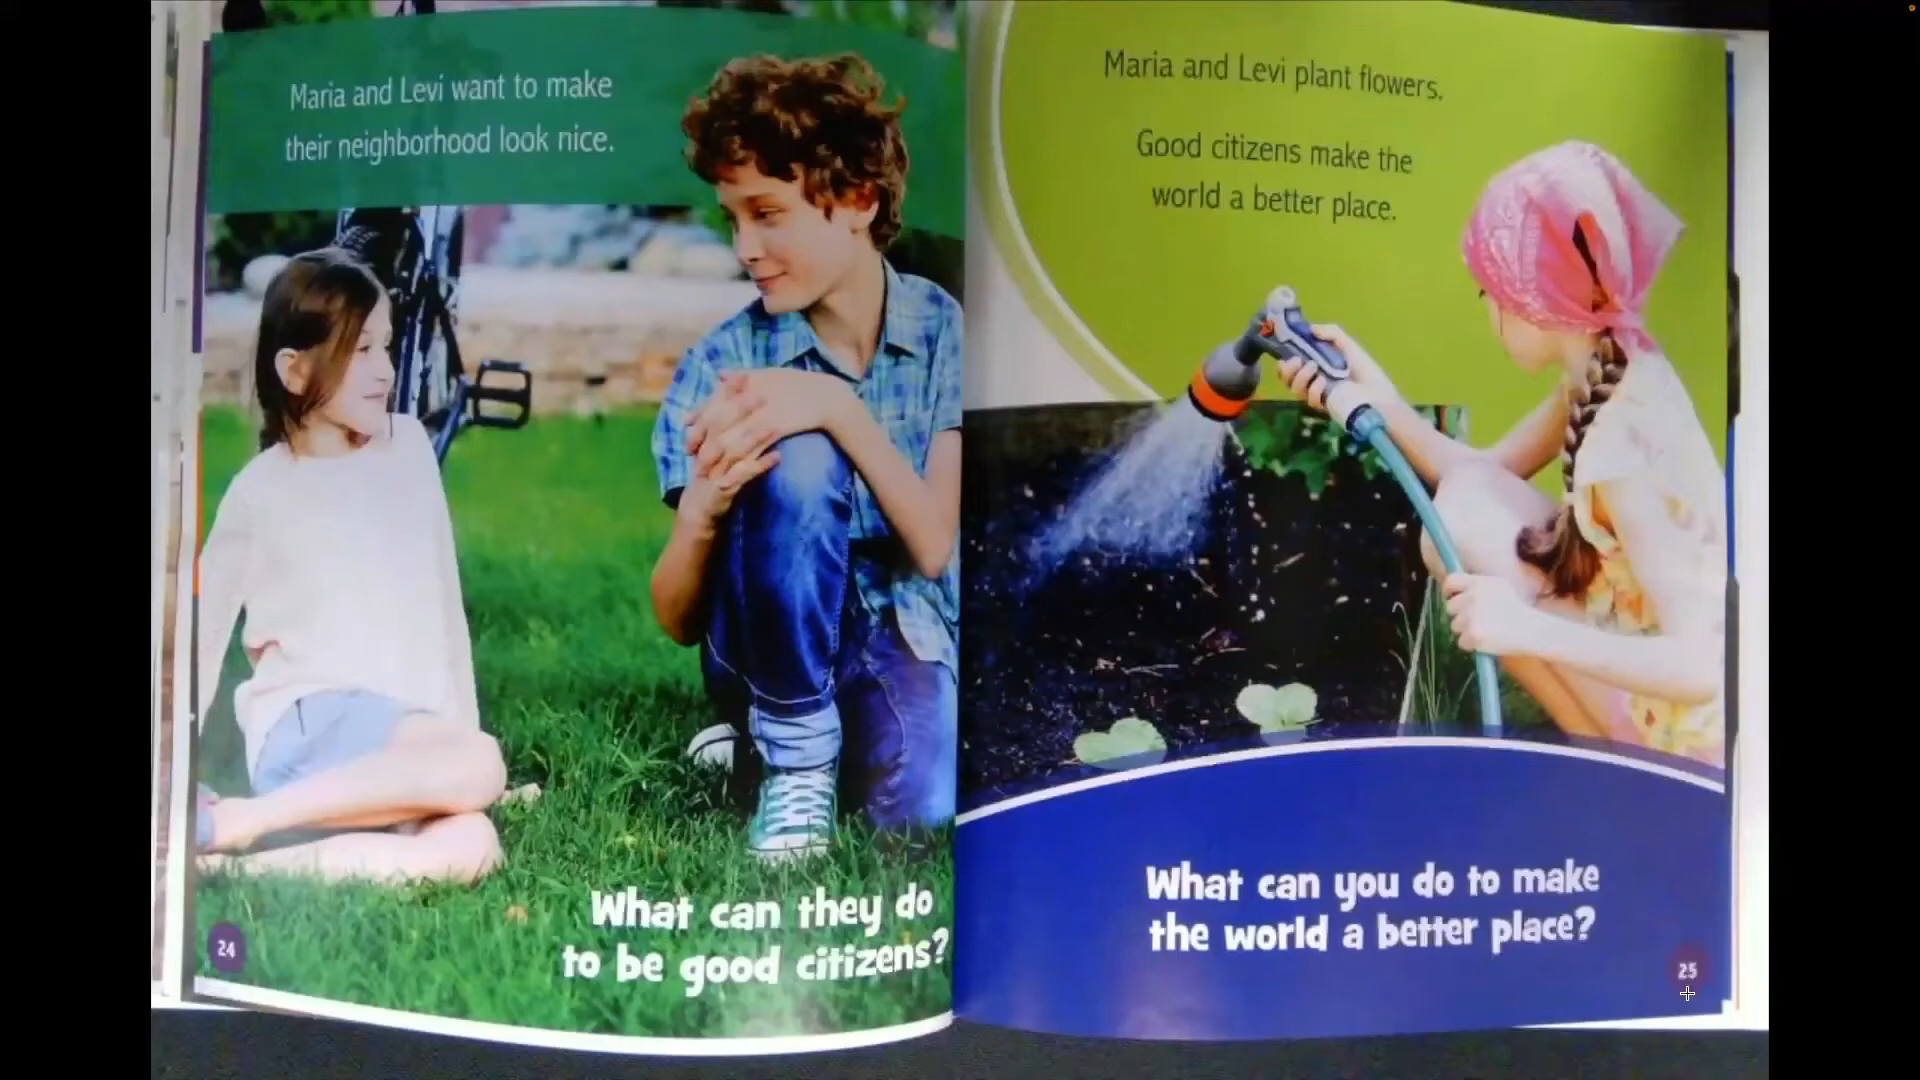 Maria and Levi want to make
their neighborhood look nice.
What can they do
to be good citizens?
24
Maria and Levi plant flowers.
Good citizens make the
world a better place.
What can you do to make
the world a better place?
25